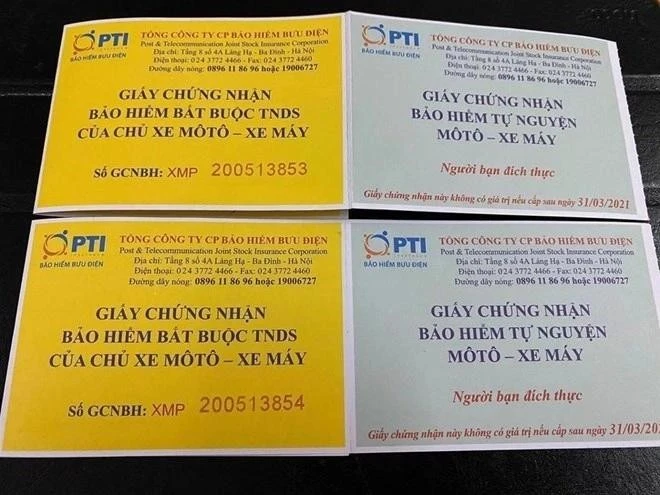 PTI
BẢO HIỂM BƯU ĐIỆN
TỔNG CÔNG TY CP BẢO HIỂM BƯU ĐIỆN
Post & Telecommunication Joint Stock Insurance Corporation
Địa chỉ: Tầng 8 số 4A Láng Hạ - Ba Đình - Hà Nội
Điện thoại: 024 3772 4466 - Fax: 024 3772 4460
Đường dây nóng: 0896 11 86 96 hoặc 19006727
GIẤY CHỨNG NHẬN
BẢO HIỂM BẮT BUỘC TNDS
CỦA CHỦ XE MÔTÔ – XE MÁY
Số GCNBH: XMP 200513853
PTI
BẢO HIỂM BƯU ĐIỆN
TỔNG CÔNG TY CP BẢO HIỂM BƯU ĐIỆN
Post & Telecommunication Joint Stock Insurance Corporation
Địa chỉ: Tầng 8 số 4A Láng Hạ - Ba Đình - Hà Nội
Điện thoại: 024 3772 4466 - Fax: 024 3772 4460
Đường dây nóng: 0896 11 86 96 hoặc 19006727
GIẤY CHỨNG NHẬN
BẢO HIỂM TỰ NGUYỆN
MÔTÔ – XE MÁY
Người bạn đích thực
Giấy chứng nhận này không có giá trị nếu cấp sau ngày 31/03/2021
PTI
BẢO HIỂM BƯU ĐIỆN
TỔNG CÔNG TY CP BẢO HIỂM BƯU ĐIỆN
Post & Telecommunication Joint Stock Insurance Corporation
Địa chỉ: Tầng 8 số 4A Láng Hạ - Ba Đình - Hà Nội
Điện thoại: 024 3772 4466 - Fax: 024 3772 4460
Đường dây nóng: 0896 11 86 96 hoặc 19006727
GIẤY CHỨNG NHẬN
BẢO HIỂM BẮT BUỘC TNDS
CỦA CHỦ XE MÔTÔ – XE MÁY
Số GCNBH: XMP 200513854
PTI
BẢO HIỂM BƯU ĐIỆN
TỔNG CÔNG TY CP BẢO HIỂM BƯU ĐIỆN
Post & Telecommunication Joint Stock Insurance Corporation
Địa chỉ: Tầng 8 số 4A Láng Hạ - Ba Đình - Hà Nội
Điện thoại: 024 3772 4466 - Fax: 024 3772 4460
Đường dây nóng: 0896 11 86 96 hoặc 19006727
GIẤY CHỨNG NHẬN
BẢO HIỂM TỰ NGUYỆN
MÔTÔ – XE MÁY
Người bạn đích thực
Giấy chứng nhận này không có giá trị nếu cấp sau ngày 31/03/2021